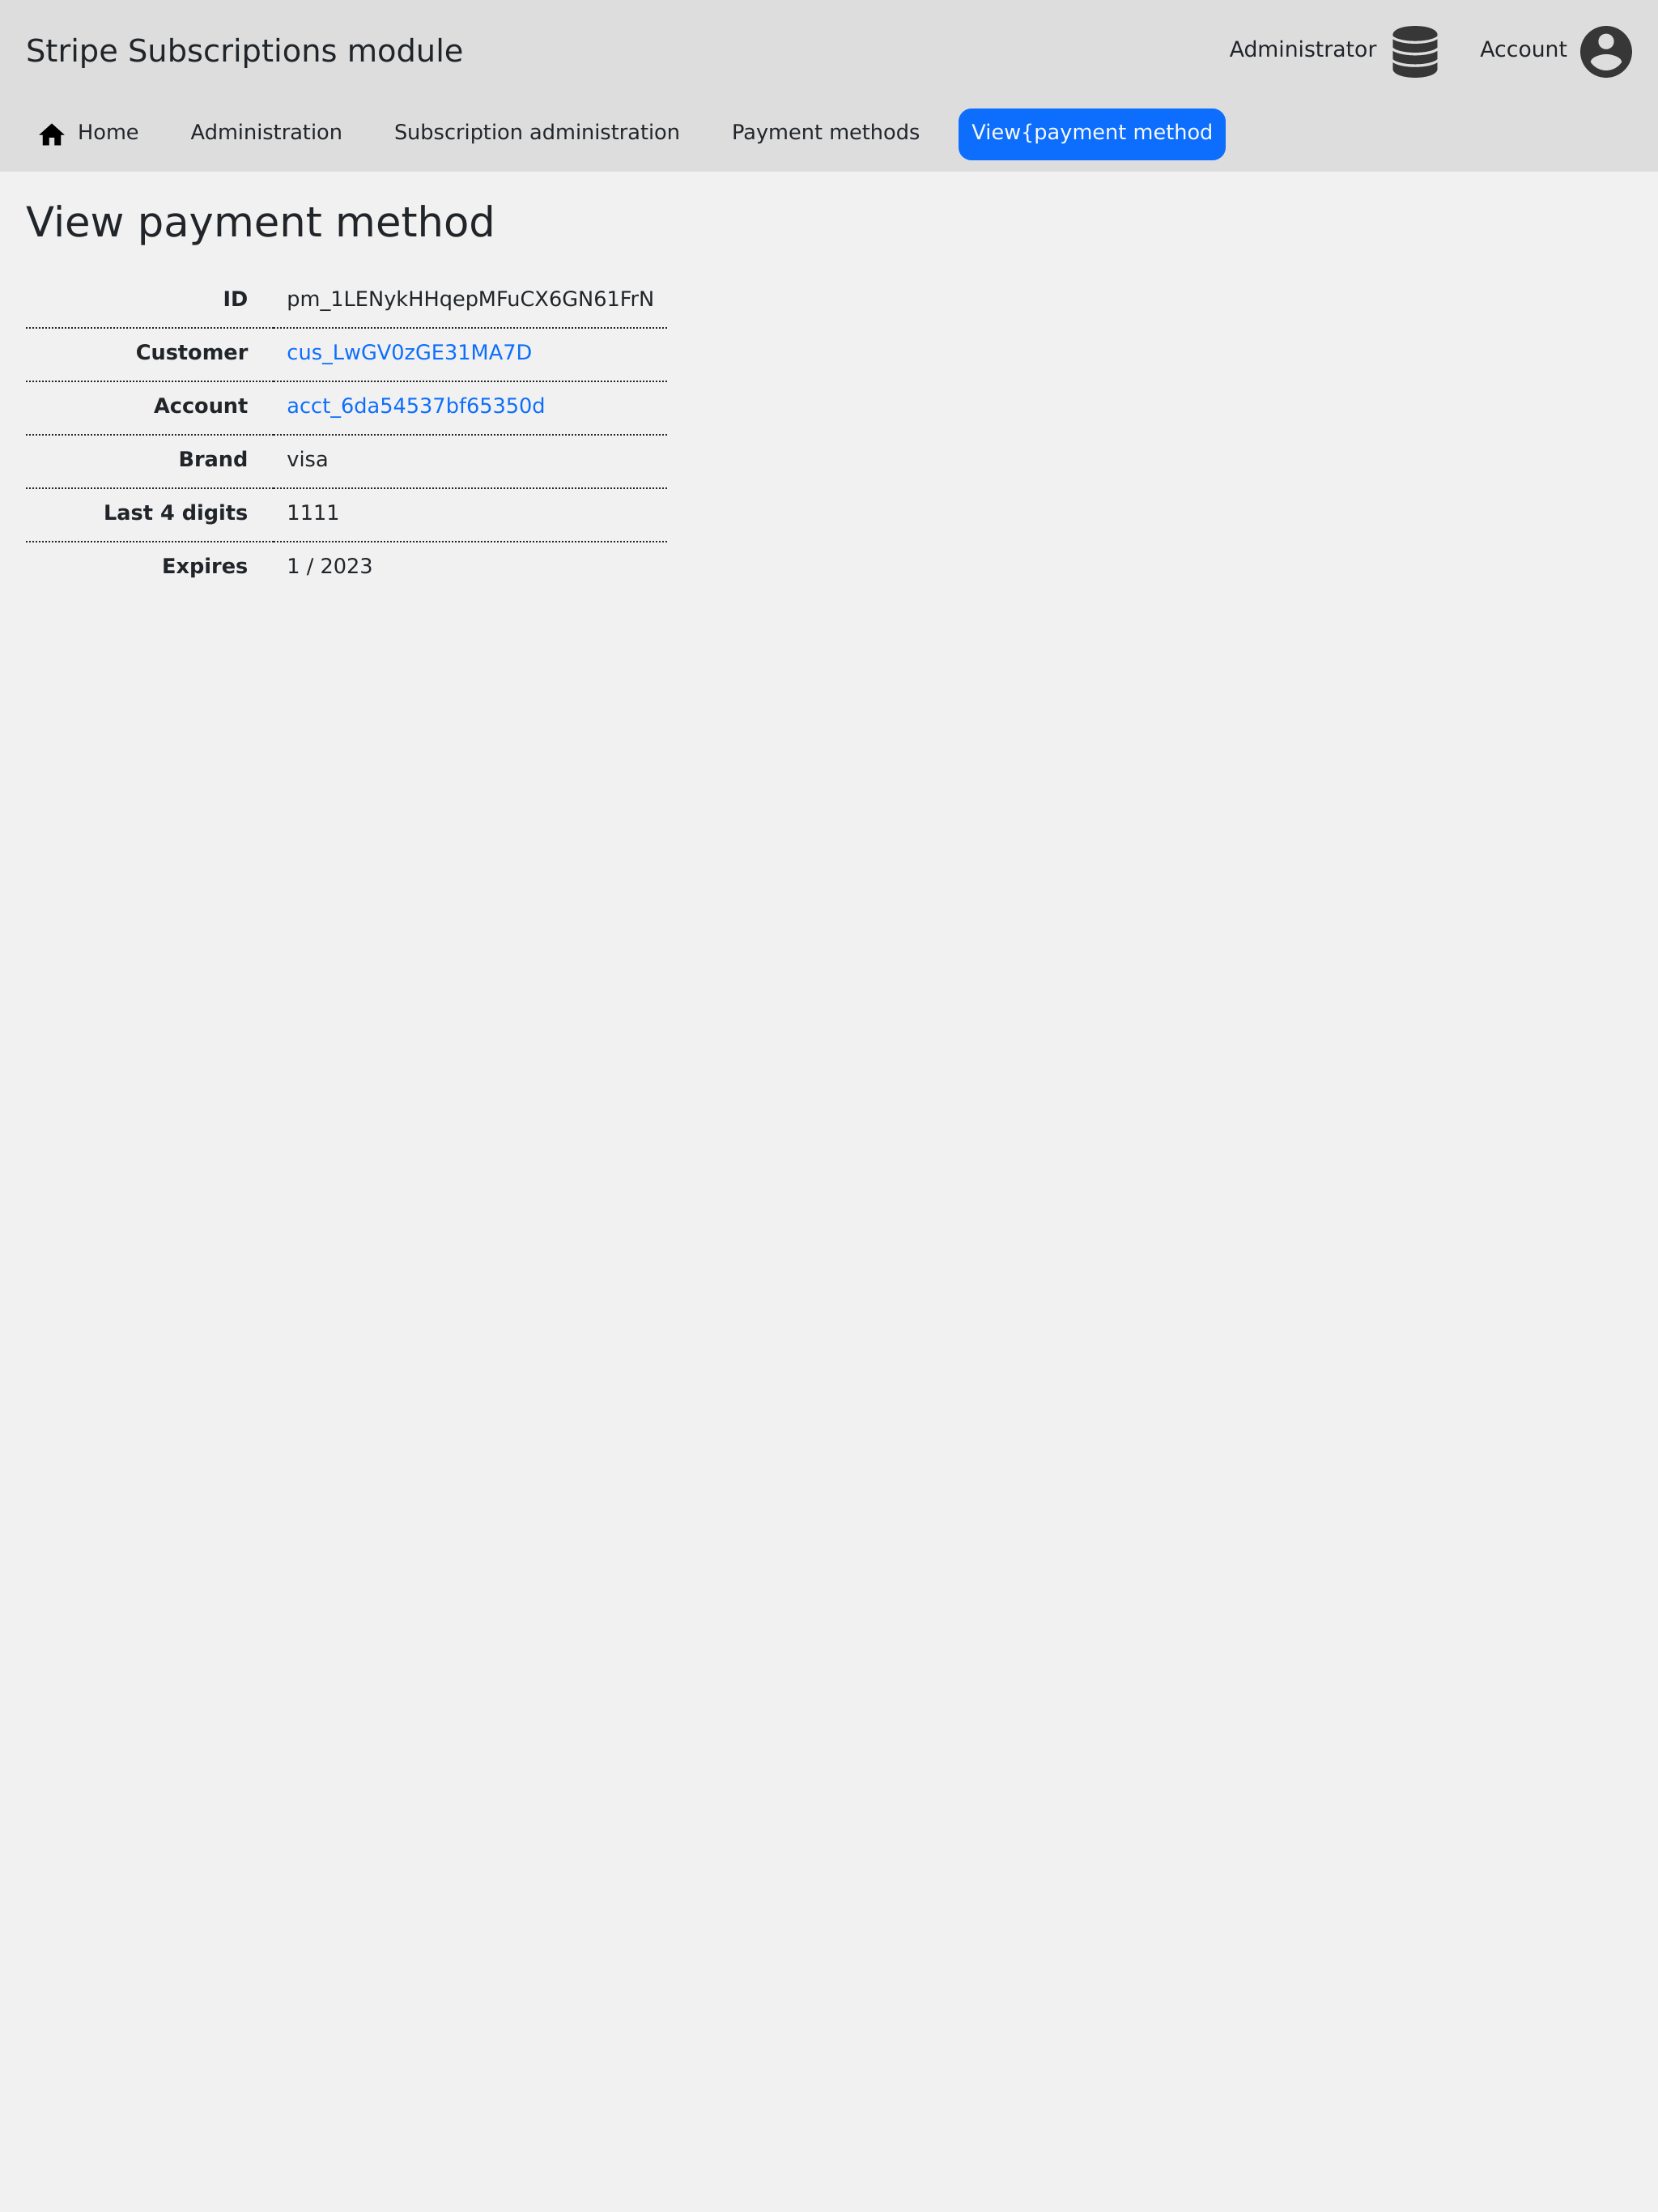 Stripe Subscriptions module
Administrator
Account
Home
Administration
Subscription administration
Payment methods
View{payment method
View payment method
ID pm_1LENykHHqepMFuCX6GN61FrN
Customer cus_LwGV0zGE31MA7D
Account acct_6da54537bf65350d
Brand visa
Last 4 digits 1111
Expires 1 / 2023